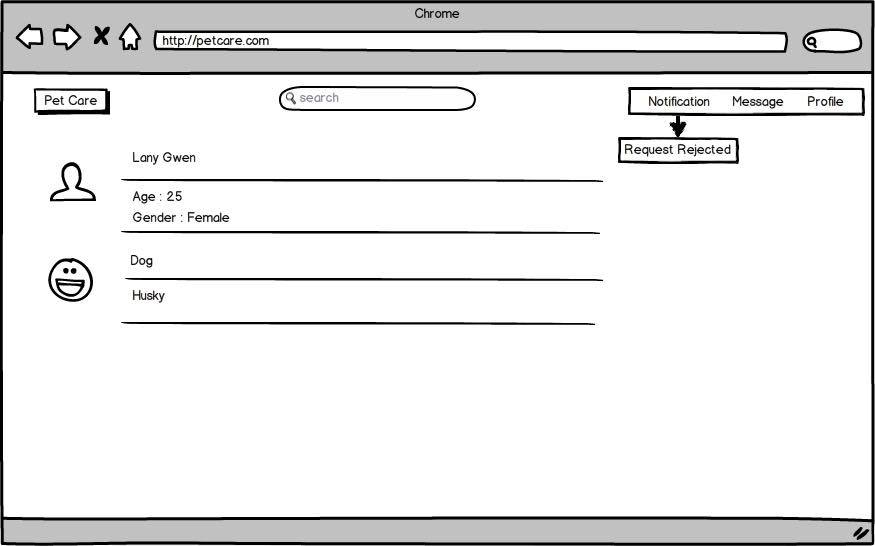 Chrome
http://petcare.com
Pet Care
search
Notification Message Profile
Request Rejected
Lany Gwen
Age : 25
Gender : Female
Dog
Husky